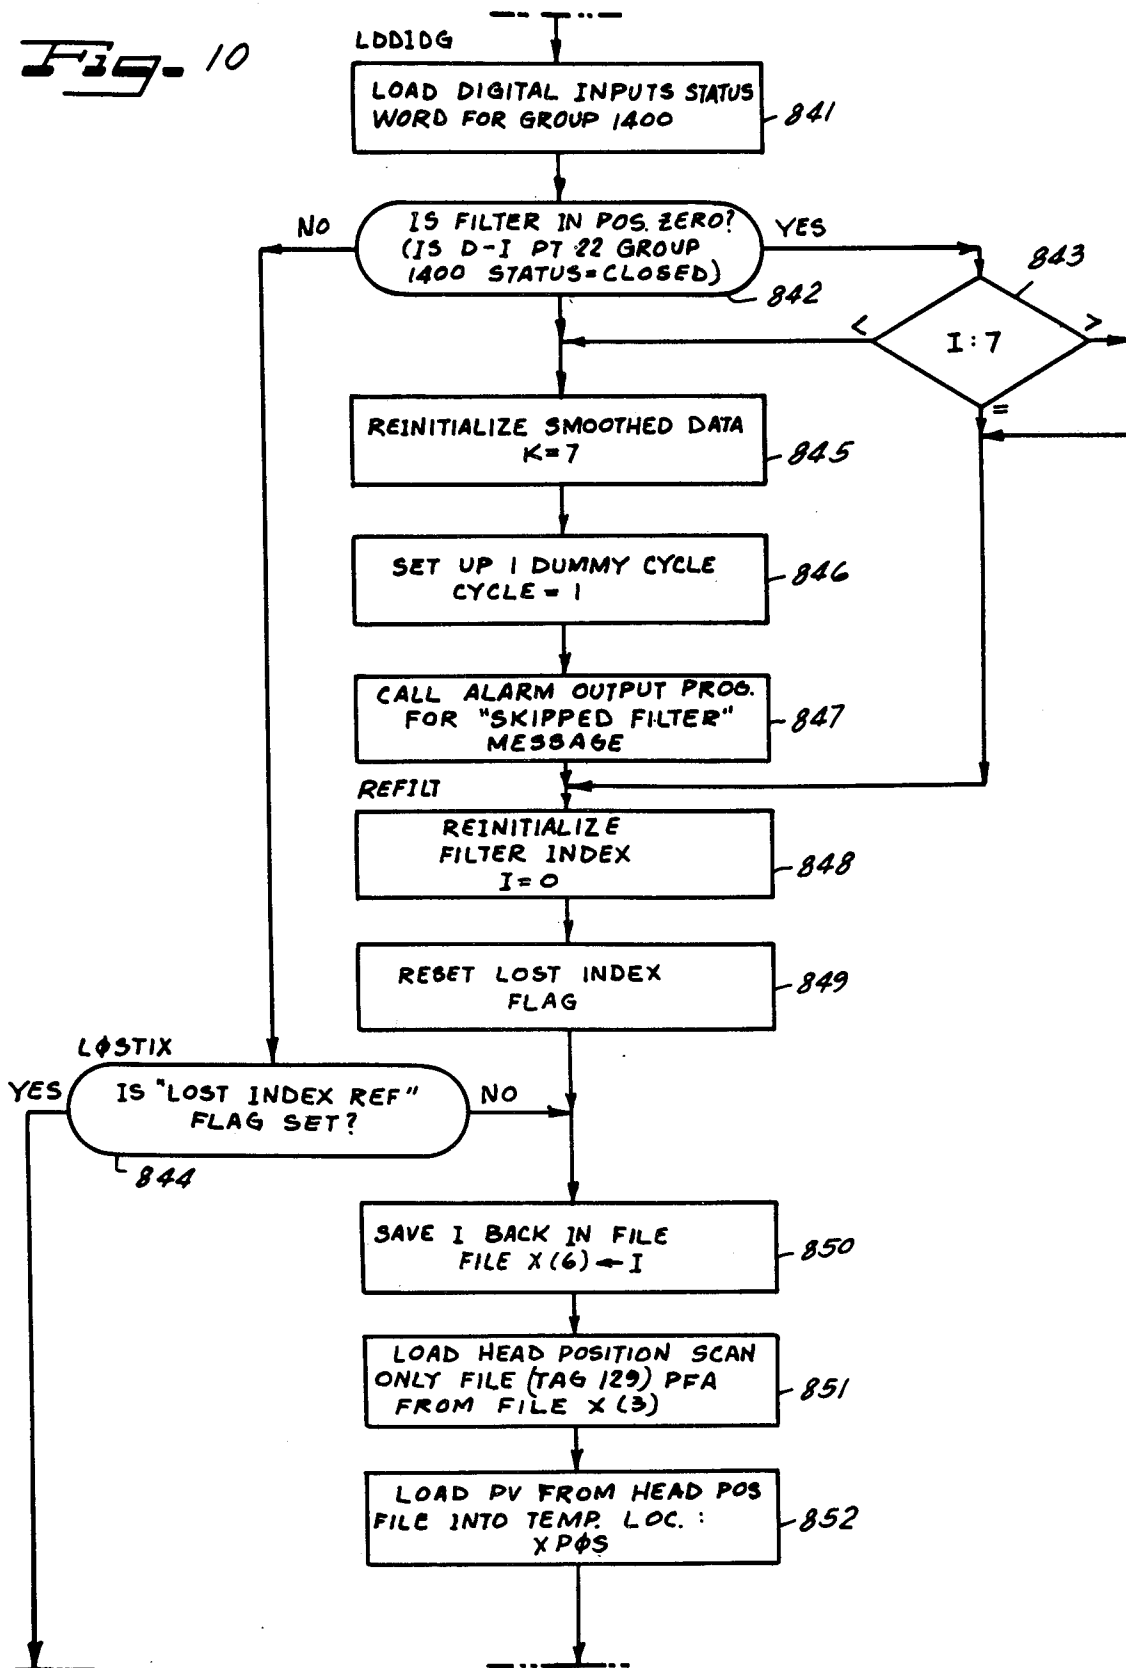 Fig. 10
LDDIDG
LOAD DIGITAL INPUTS STATUS
WORD FOR GROUP 1400
841
NO
IS FILTER IN POS. ZERO?
(IS D-I PT 22 GROUP
1400 STATUS=CLOSED)
YES
842
843
<
I:7
>
=
REINITIALIZE SMOOTHED DATA
K=7
845
SET UP 1 DUMMY CYCLE
CYCLE = 1
846
CALL ALARM OUTPUT PROG.
FOR "SKIPPED FILTER"
MESSAGE
847
REFILT
REINITIALIZE
FILTER INDEX
I=0
848
RESET LOST INDEX
FLAG
849
LφSTIX
YES
IS "LOST INDEX REF"
FLAG SET?
NO
844
SAVE I BACK IN FILE
FILE X(6)←I
850
LOAD HEAD POSITION SCAN
ONLY FILE (TAG 129) PFA
FROM FILE X(3)
851
LOAD PV FROM HEAD POS
FILE INTO TEMP. LOC. :
XPφS
852